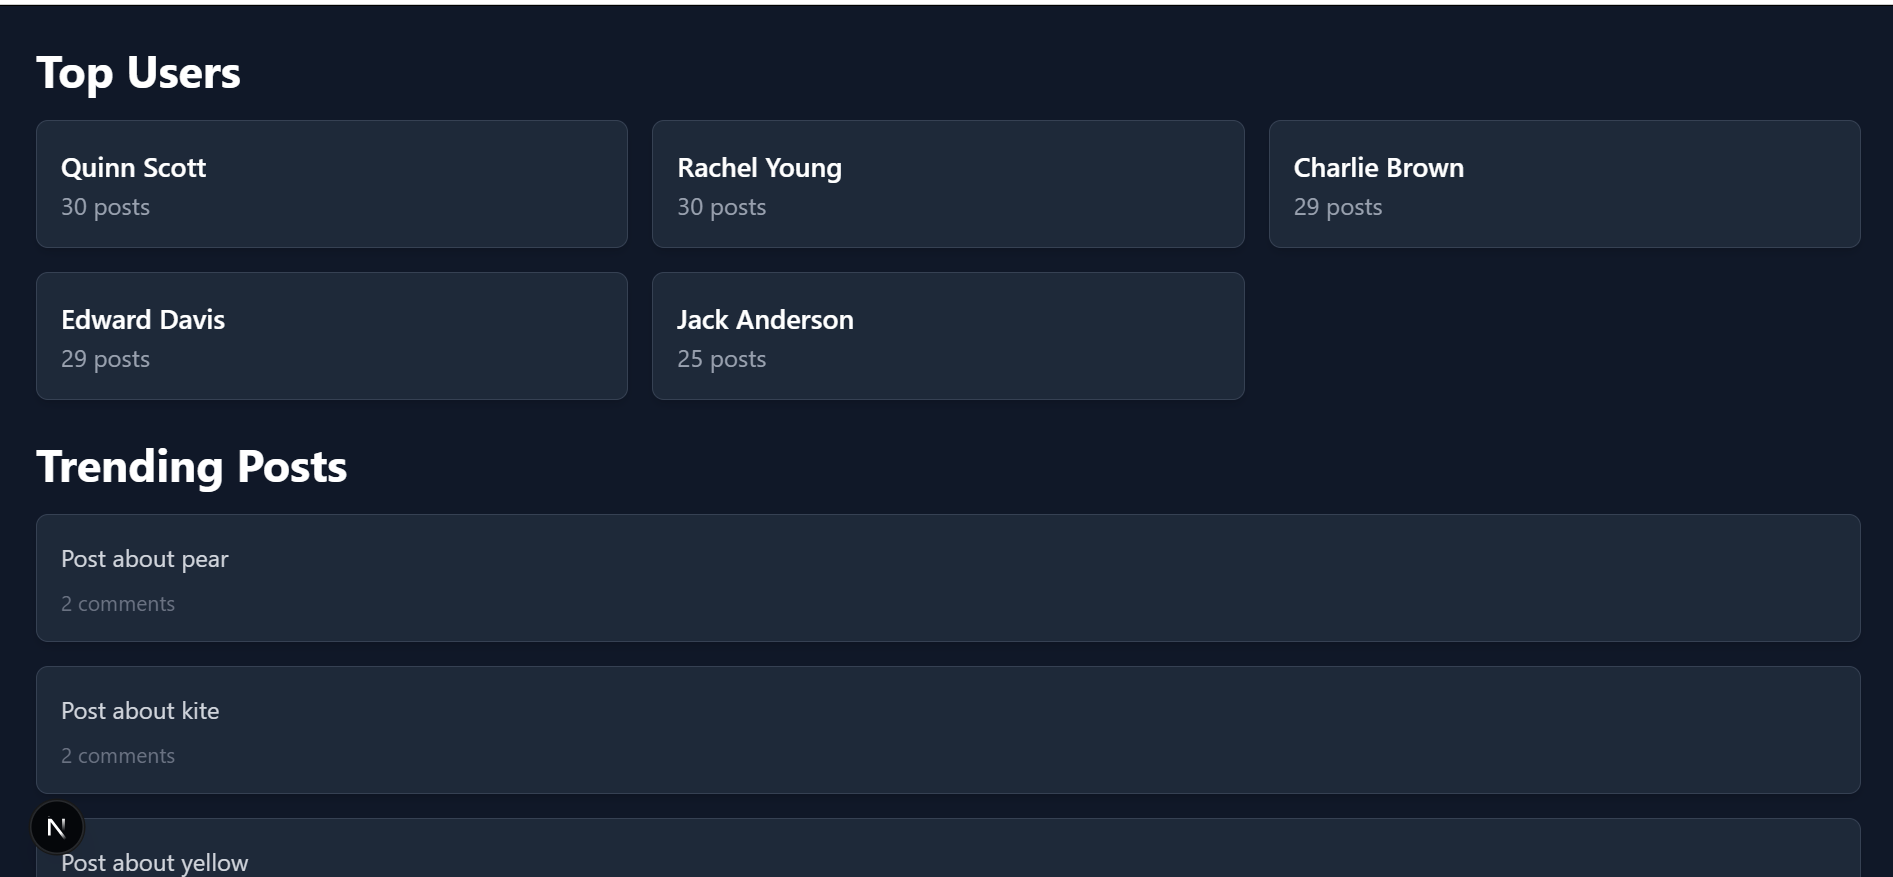 Top Users
Quinn Scott
30 posts
Rachel Young
30 posts
Charlie Brown
29 posts
Edward Davis
29 posts
Jack Anderson
25 posts
Trending Posts
Post about pear
2 comments
Post about kite
2 comments
N
Post about yellow